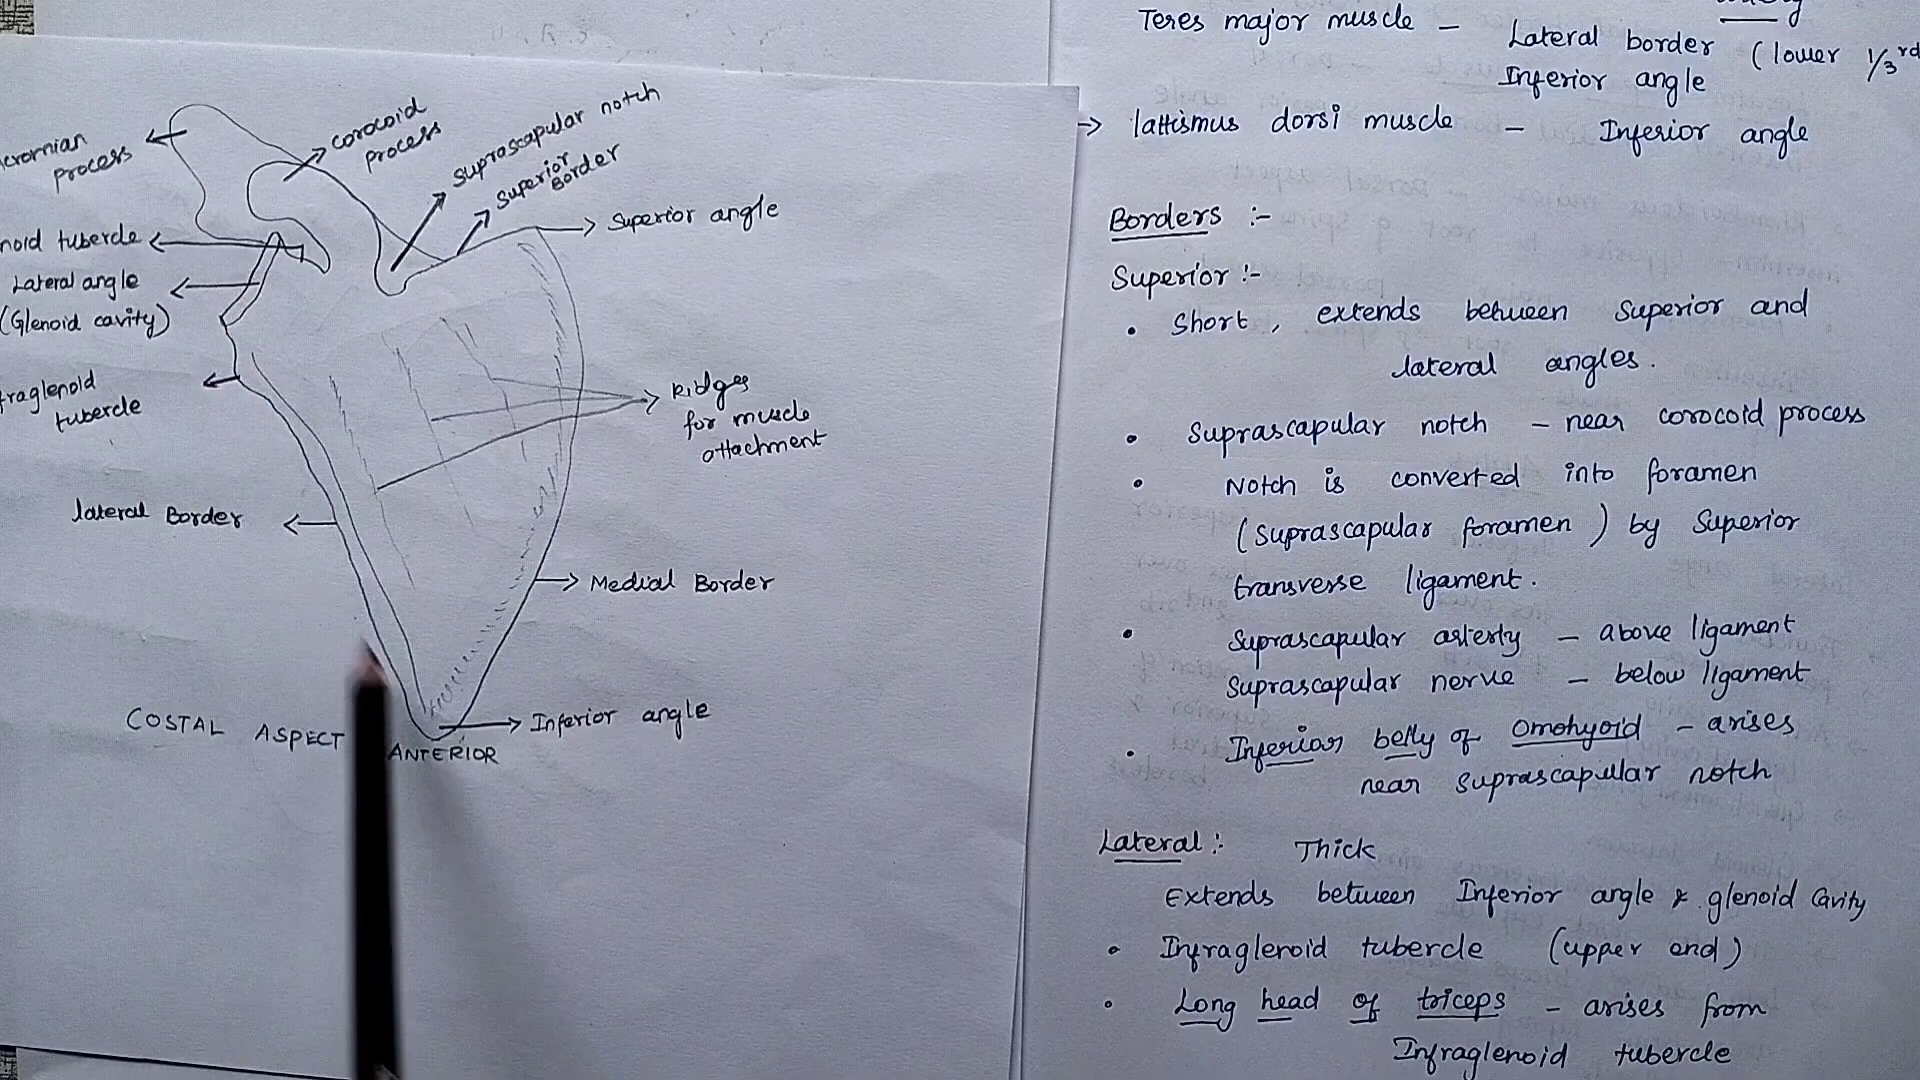 process
corocoid
process
suprascapular notch
superior
Border
Superior angle
tubercle
Lateral angle
(Glenoid cavity)
tubercle
Ridges
for muscle
attachment
lateral Border
Medial Border
Inferior angle
COSTAL ASPECT
ANTERIOR
Teres major muscle – Lateral border (lower 1/3rd
Inferior angle
→ lattismus dorsi muscle – Inferior angle
Borders :-
Superior :-
• Short, extends between Superior and
lateral angles.
• Suprascapular notch – near corocoid process
• Notch is converted into foramen
(suprascapular foramen) by Superior
transverse ligament.
• Suprascapular artery – above ligament
Suprascapular nerve – below ligament
• Inferior belly of Omohyoid – arises
near suprascapular notch
Lateral :- Thick
Extends between Inferior angle & glenoid Cavity
• Infraglenoid tubercle (upper end)
• Long head of triceps – arises from
Infraglenoid tubercle